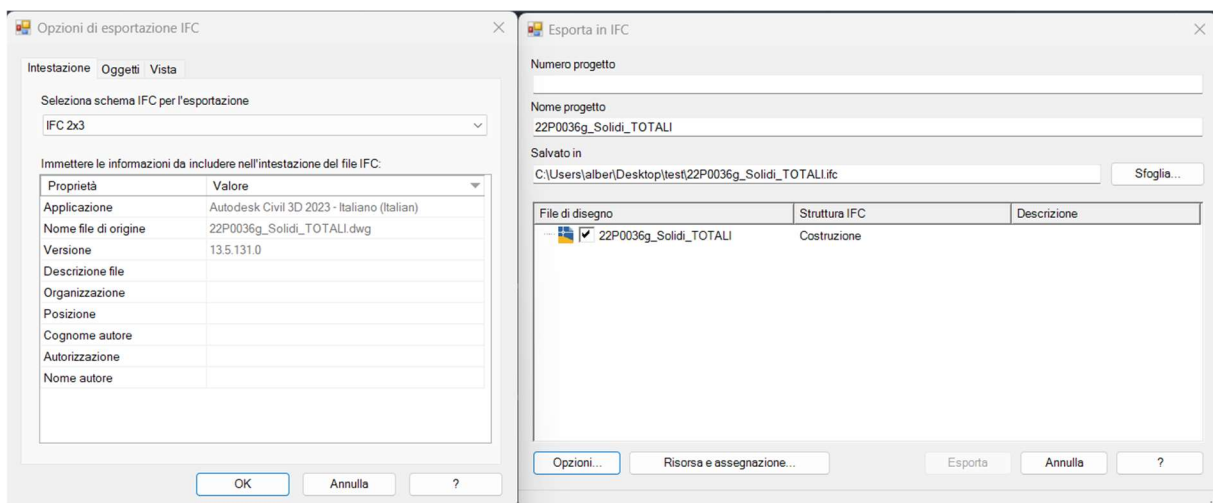 Opzioni di esportazione IFC
Intestazione Oggetti Vista
Seleziona schema IFC per l'esportazione
IFC 2x3
Immettere le informazioni da includere nell'intestazione del file IFC:
Proprietà Valore
Applicazione Autodesk Civil 3D 2023 - Italiano (Italian)
Nome file di origine 22P0036g_Solidi_TOTALI.dwg
Versione 13.5.131.0
Descrizione file
Organizzazione
Posizione
Cognome autore
Autorizzazione
Nome autore
OK Annulla ?
Esporta in IFC
Numero progetto
Nome progetto
22P0036g_Solidi_TOTALI
Salvato in
C:\Users\alber\Desktop\test\22P0036g_Solidi_TOTALI.ifc Sfoglia...
File di disegno Struttura IFC Descrizione
22P0036g_Solidi_TOTALI Costruzione
Opzioni... Risorsa e assegnazione... Esporta Annulla ?